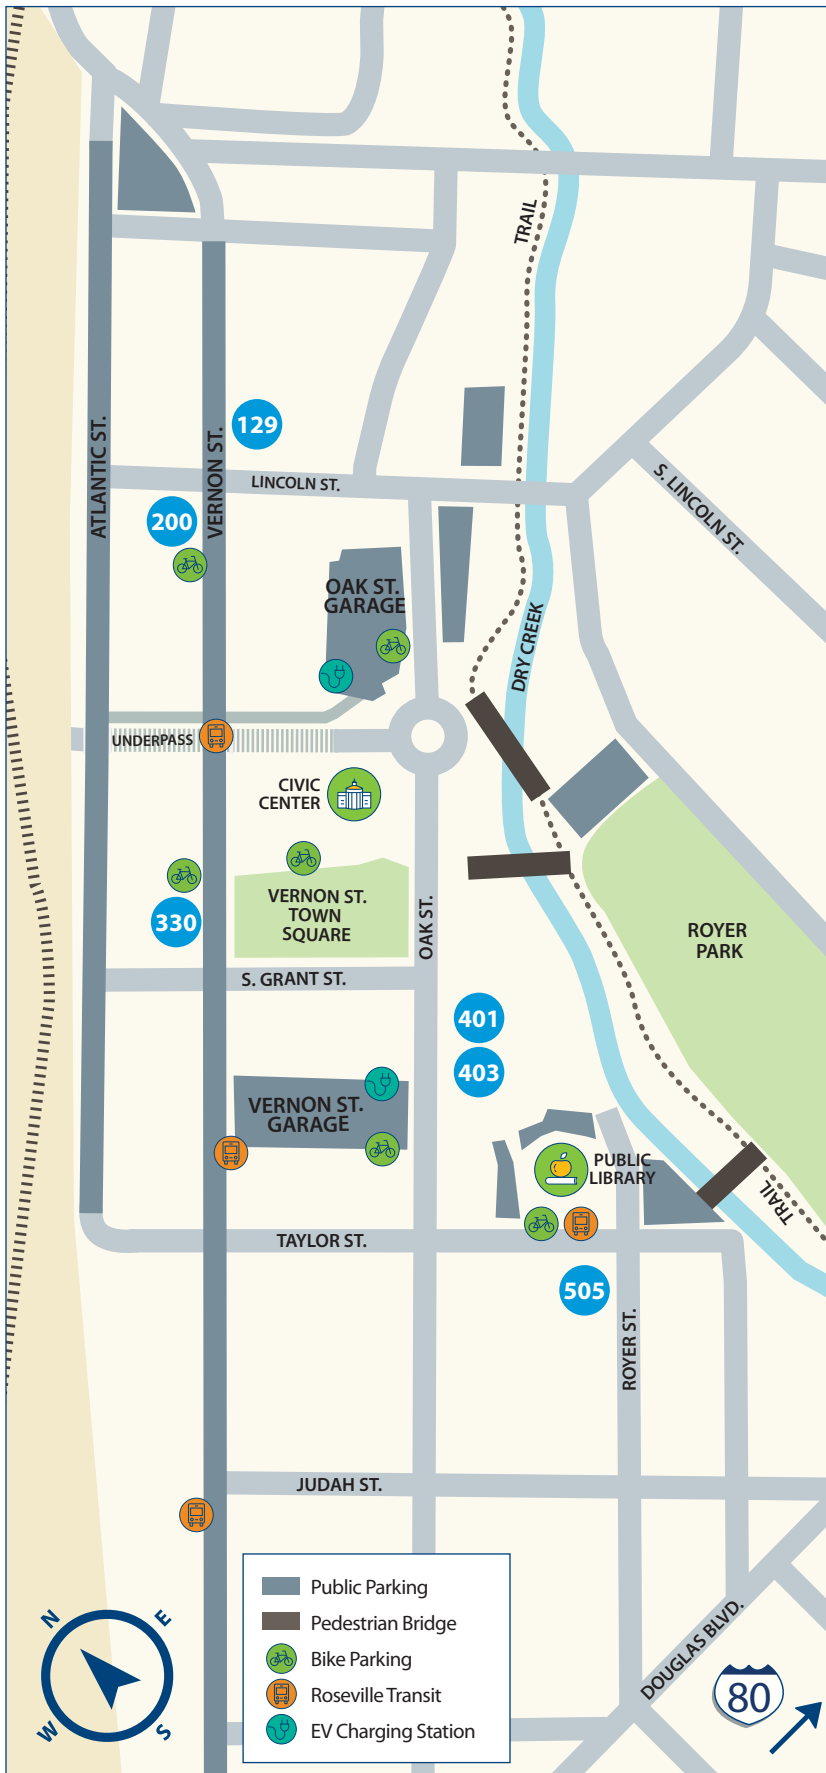 TRAIL
129
ATLANTIC ST.
VERNON ST.
LINCOLN ST.
S. LINCOLN ST.
200
OAK ST.
GARAGE
DRY CREEK
UNDERPASS
CIVIC
CENTER
VERNON ST.
TOWN
SQUARE
330
OAK ST.
ROYER
PARK
S. GRANT ST.
401
403
VERNON ST.
GARAGE
PUBLIC
LIBRARY
TRAIL
TAYLOR ST.
505
ROYER ST.
JUDAH ST.
Public Parking
Pedestrian Bridge
Bike Parking
Roseville Transit
EV Charging Station
DOUGLAS BLVD.
80
N
E
W
S